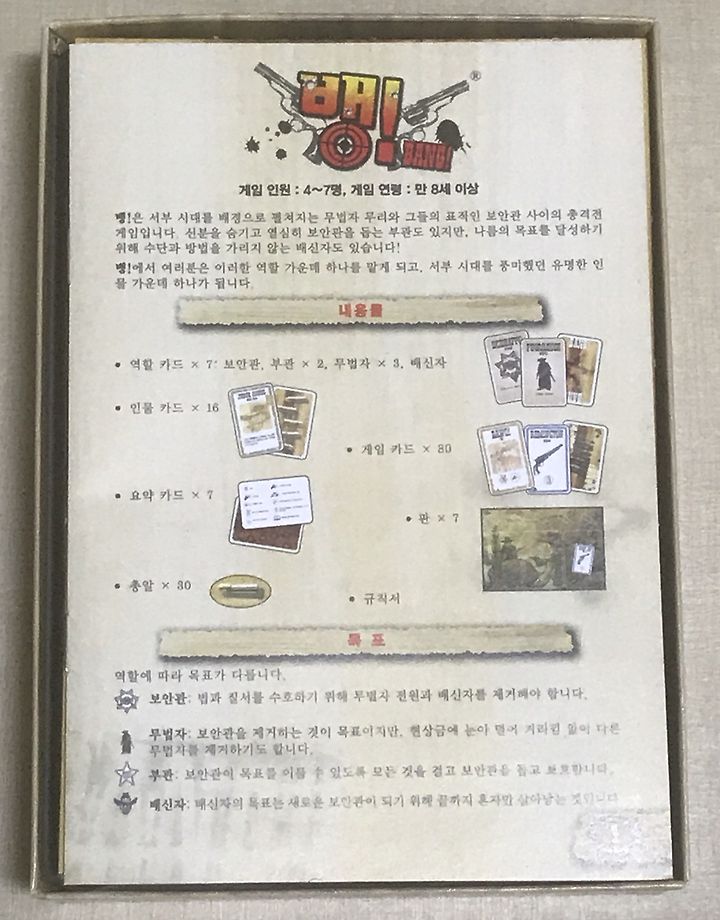 뱅!
BANG!
®
게임 인원 : 4~7명, 게임 연령 : 만 8세 이상
뱅!은 서부 시대를 배경으로 펼쳐지는 무법자 무리와 그들의 표적인 보안관 사이의 총격전
게임입니다. 신분을 숨기고 열심히 보안관을 돕는 부관도 있지만, 나름의 목표를 달성하기
위해 수단과 방법을 가리지 않는 배신자도 있습니다!
뱅!에서 여러분은 이러한 역할 가운데 하나를 맡게 되고, 서부 시대를 풍미했던 유명한 인
물 가운데 하나가 됩니다.
내용물
• 역할 카드 × 7: 보안관, 부관 × 2, 무법자 × 3, 배신자
• 인물 카드 × 16
• 게임 카드 × 80
• 요약 카드 × 7
• 판 × 7
• 총알 × 30
• 규칙서
목 표
역할에 따라 목표가 다릅니다.
보안관: 법과 질서를 수호하기 위해 무법자 전원과 배신자를 제거해야 합니다.
무법자: 보안관을 제거하는 것이 목표이지만, 현상금에 눈이 멀어 거리낌 없이 다른
무법자를 제거하기도 합니다.
부관: 보안관이 목표를 이룰 수 있도록 모든 것을 걸고 보안관을 돕고 보호합니다.
배신자: 배신자의 목표는 새로운 보안관이 되기 위해 끝까지 혼자만 살아남는 것입니다
1